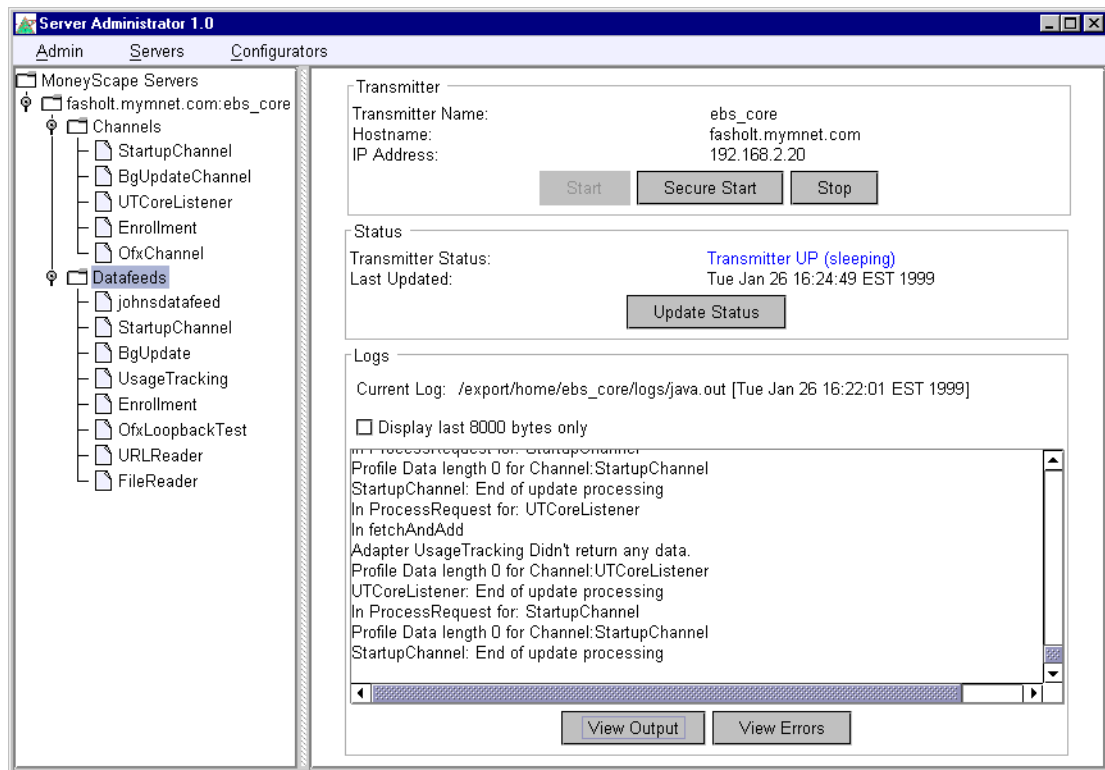 Server Administrator 1.0
Admin Servers Configurators
MoneyScape Servers
fasholt.mymnet.com:ebs_core
Channels
StartupChannel
BgUpdateChannel
UTCoreListener
Enrollment
OfxChannel
Datafeeds
johnsdatafeed
StartupChannel
BgUpdate
UsageTracking
Enrollment
OfxLoopbackTest
URLReader
FileReader
Transmitter
Transmitter Name: ebs_core
Hostname: fasholt.mymnet.com
IP Address: 192.168.2.20
Start Secure Start Stop
Status
Transmitter Status: Transmitter UP (sleeping)
Last Updated: Tue Jan 26 16:24:49 EST 1999
Update Status
Logs
Current Log: /export/home/ebs_core/logs/java.out [Tue Jan 26 16:22:01 EST 1999]
Display last 8000 bytes only
In ProcessRequest for: StartupChannel
Profile Data length 0 for Channel:StartupChannel
StartupChannel: End of update processing
In ProcessRequest for: UTCoreListener
In fetchAndAdd
Adapter UsageTracking Didn't return any data.
Profile Data length 0 for Channel:UTCoreListener
UTCoreListener: End of update processing
In ProcessRequest for: StartupChannel
Profile Data length 0 for Channel:StartupChannel
StartupChannel: End of update processing
View Output View Errors